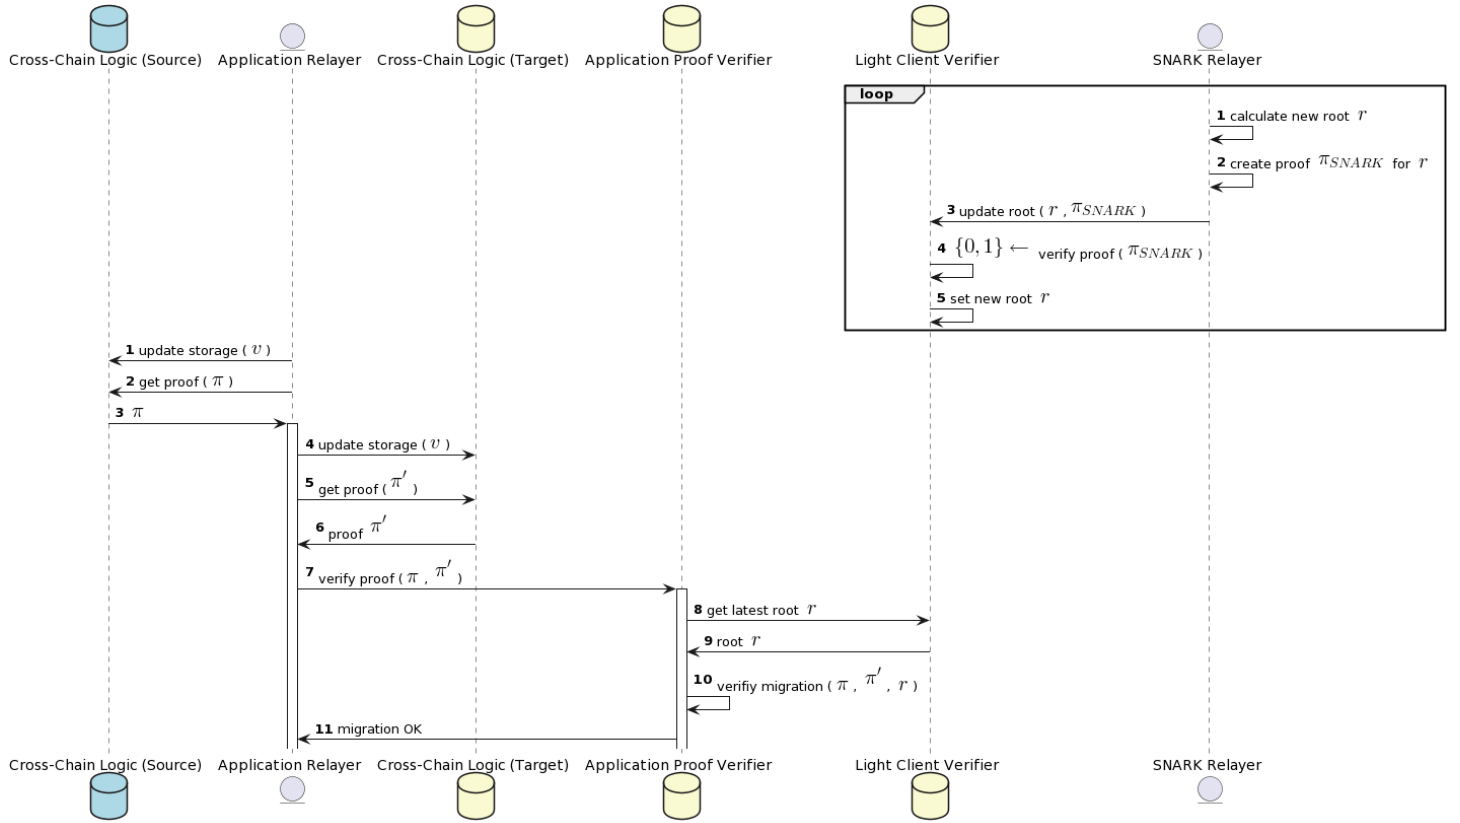 Cross-Chain Logic (Source) Application Relayer Cross-Chain Logic (Target) Application Proof Verifier Light Client Verifier SNARK Relayer
loop
1 calculate new root r
2 create proof π_SNARK for r
3 update root ( r , π_SNARK )
4 {0, 1} ← verify proof ( π_SNARK )
5 set new root r
1 update storage ( v )
2 get proof ( π )
3 π
4 update storage ( v )
5 get proof ( π′ )
6 proof π′
7 verify proof ( π , π′ )
8 get latest root r
9 root r
10 verifiy migration ( π , π′ , r )
11 migration OK
Cross-Chain Logic (Source) Application Relayer Cross-Chain Logic (Target) Application Proof Verifier Light Client Verifier SNARK Relayer